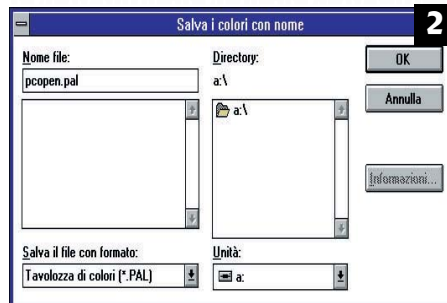 Salva i colori con nome
2
Nome file:
pcopen.pal
Directory:
a:\
a:\
OK
Annulla
Informazioni...
Salva il file con formato:
Tavolozza di colori (*.PAL)
Unità:
a: